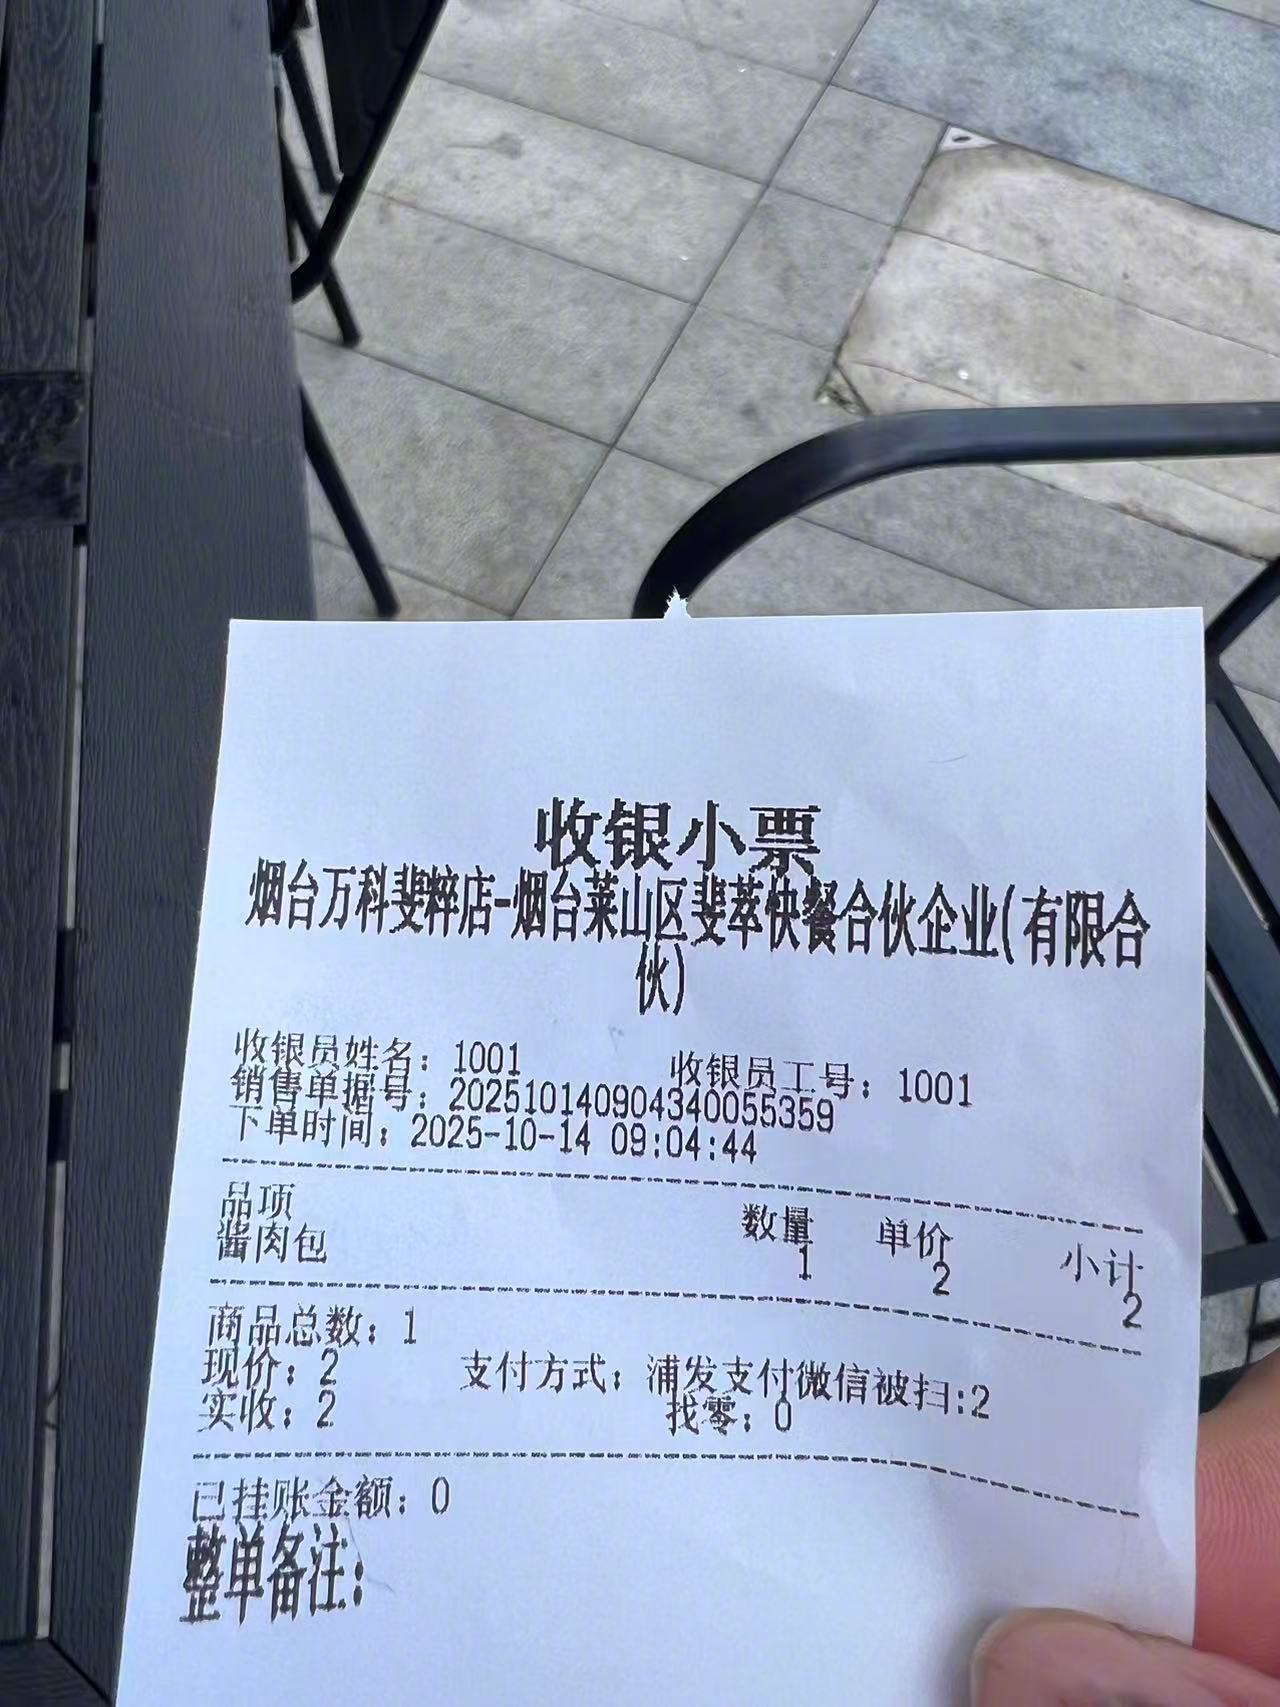 收银小票
烟台万科斐粹店-烟台莱山区斐萃快餐合伙企业(有限合
伙)
收银员姓名：1001 收银员工号：1001
销售单据号：202510140904340055359
下单时间：2025-10-14 09:04:44
品项 数量 单价 小计
酱肉包 1 2 2
商品总数：1
现价：2 支付方式：浦发支付微信被扫:2
实收：2 找零：0
已挂账金额：0
整单备注：